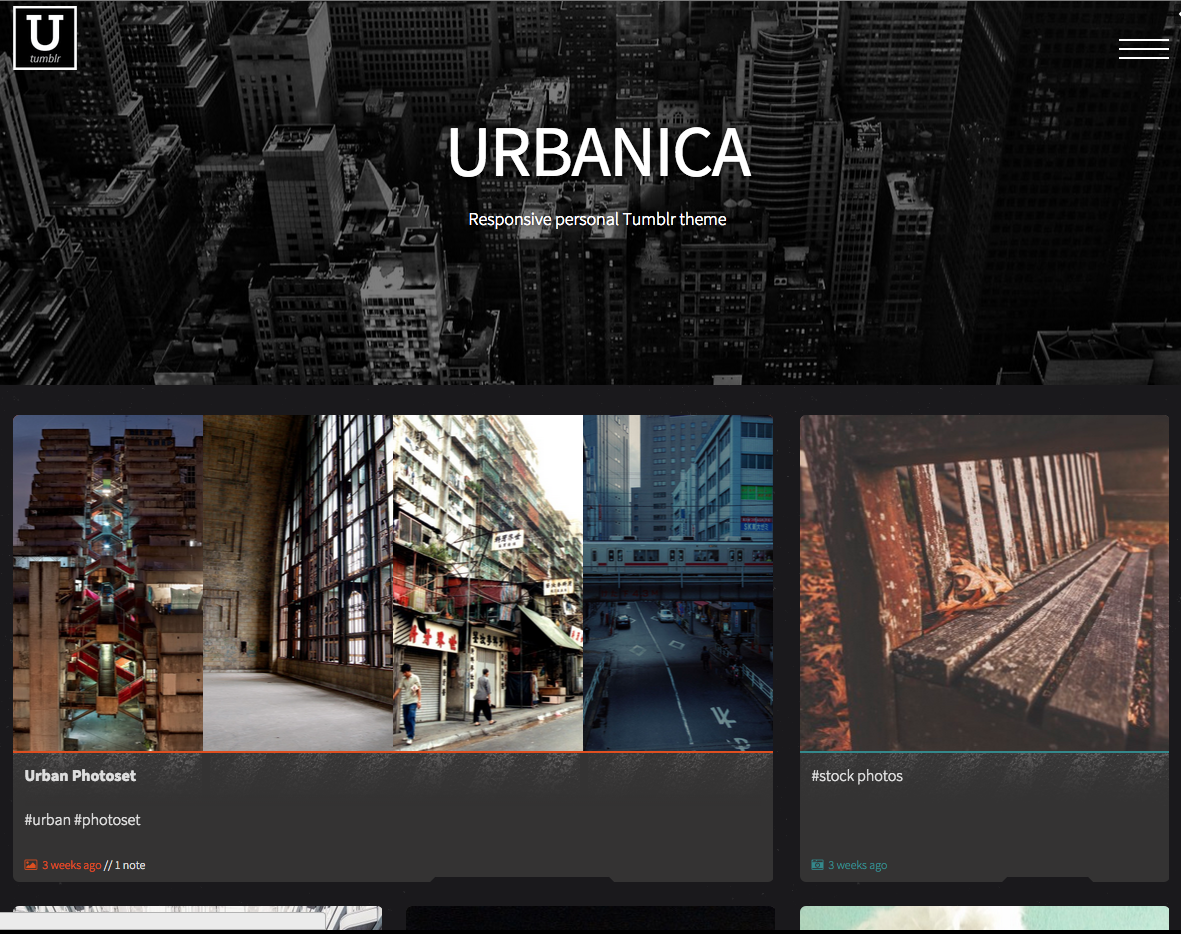 U
tumblr
URBANICA
Responsive personal Tumblr theme
Urban Photoset
#urban #photoset
3 weeks ago // 1 note
#stock photos
3 weeks ago